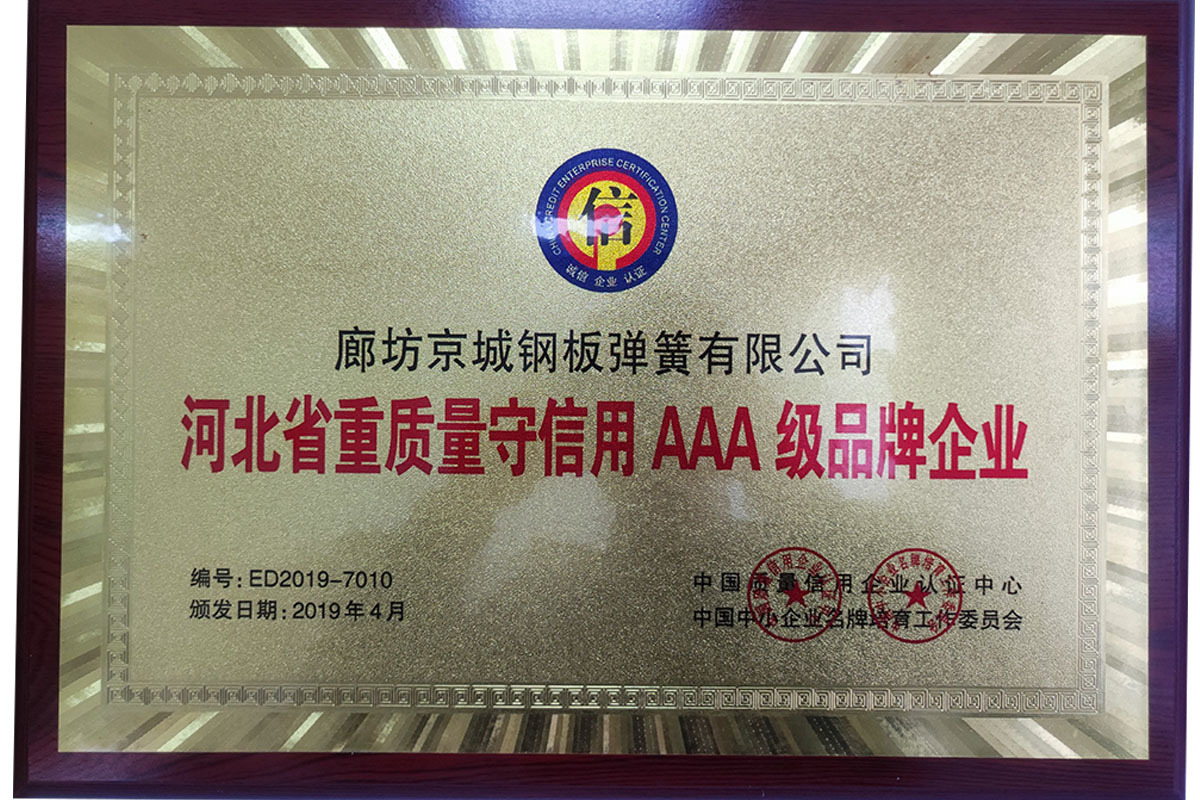 CHINA CREDIT ENTERPRISE CERTIFICATION CENTER
信
诚信 企业 认证
廊坊京城钢板弹簧有限公司
河北省重质量守信用 AAA 级品牌企业
编号: ED2019-7010
颁发日期: 2019 年 4 月
中国质量信用企业认证中心
中国中小企业名牌培育工作委员会